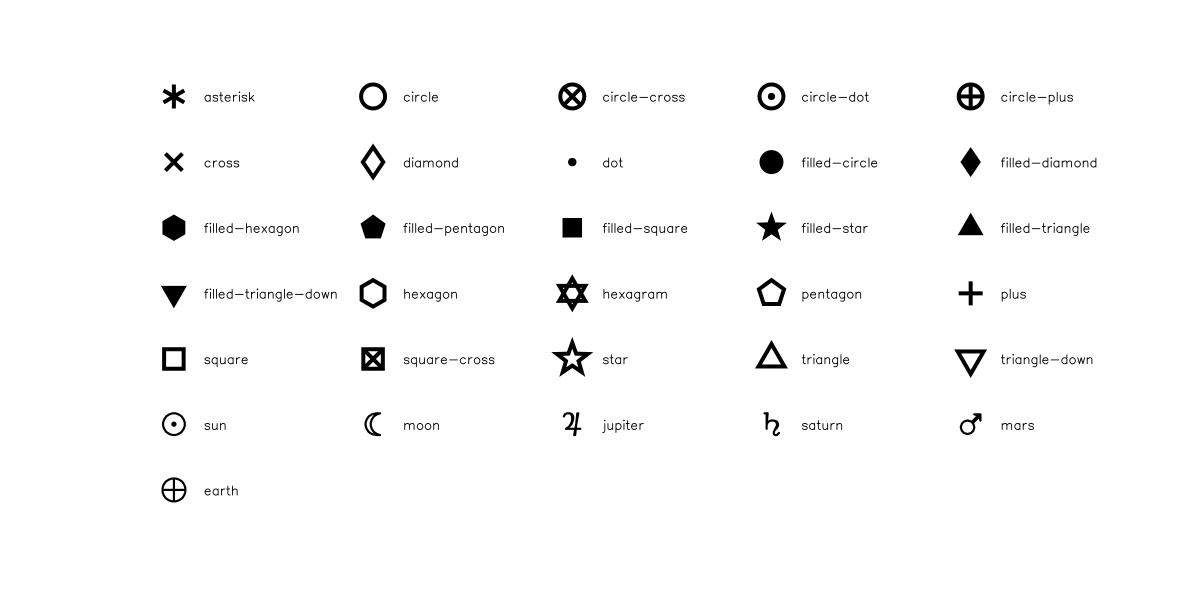 asterisk circle circle-cross circle-dot circle-plus
cross diamond dot filled-circle filled-diamond
filled-hexagon filled-pentagon filled-square filled-star filled-triangle
filled-triangle-down hexagon hexagram pentagon plus
square square-cross star triangle triangle-down
sun moon jupiter saturn mars
earth